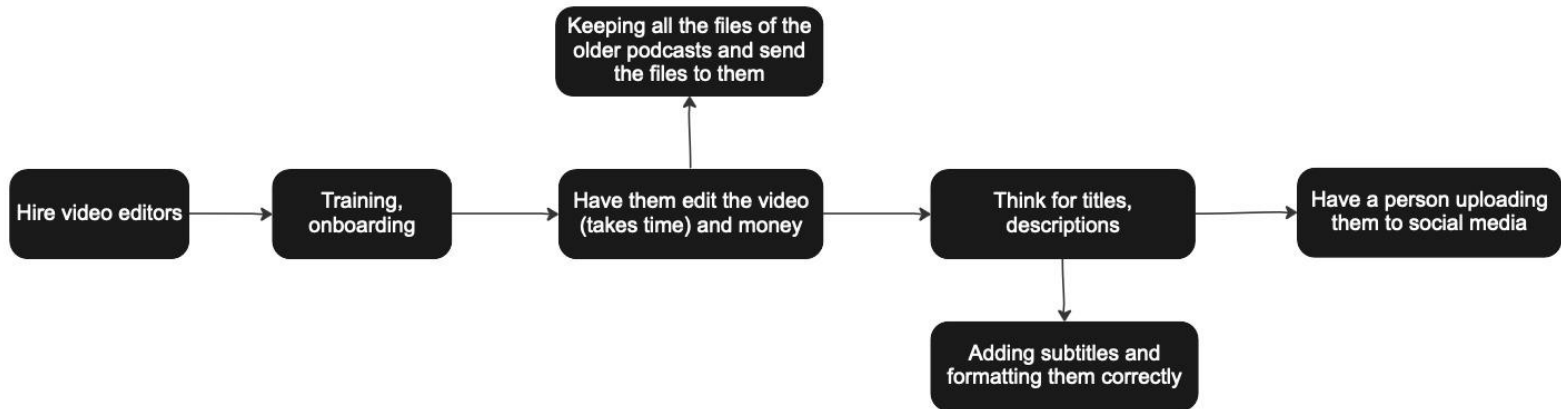 Keeping all the files of the
older podcasts and send
the files to them
Hire video editors
Training,
onboarding
Have them edit the video
(takes time) and money
Think for titles,
descriptions
Have a person uploading
them to social media
Adding subtitles and
formatting them correctly